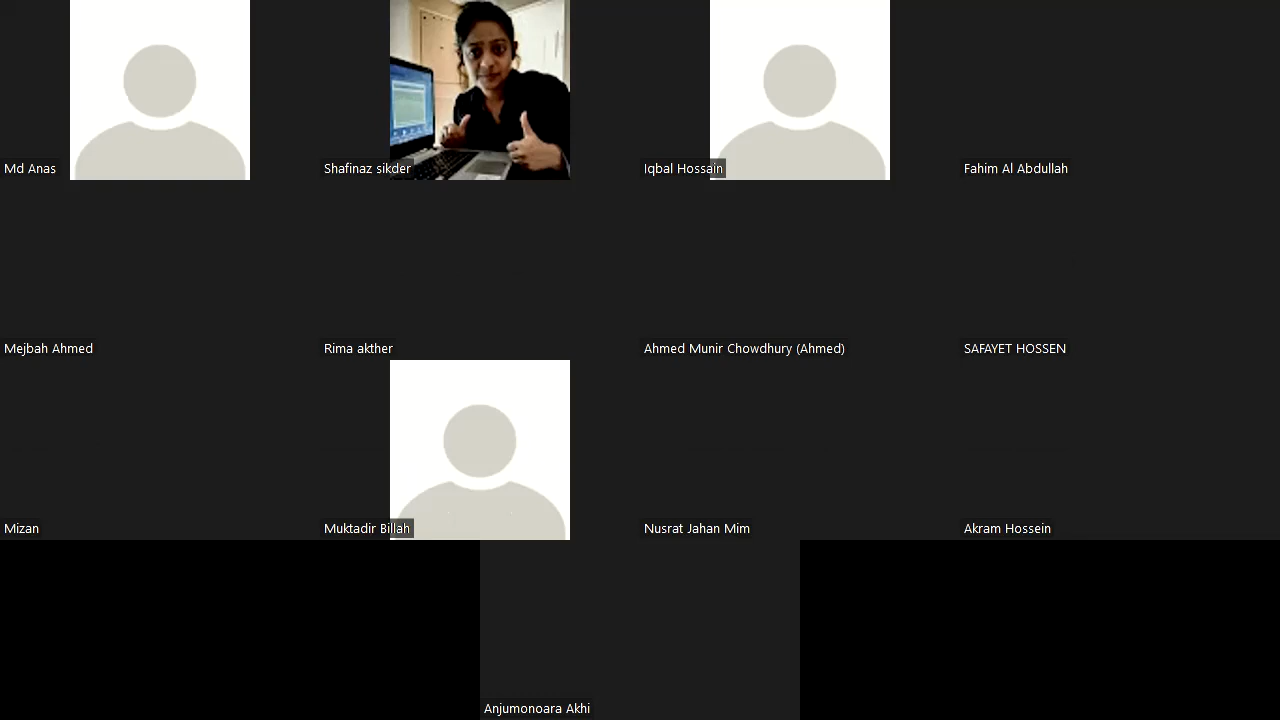 Md Anas
Shafinaz sikder
Iqbal Hossain
Fahim Al Abdullah
Mejbah Ahmed
Rima akther
Ahmed Munir Chowdhury (Ahmed)
SAFAYET HOSSEN
Mizan
Muktadir Billah
Nusrat Jahan Mim
Akram Hossein
Anjumonoara Akhi